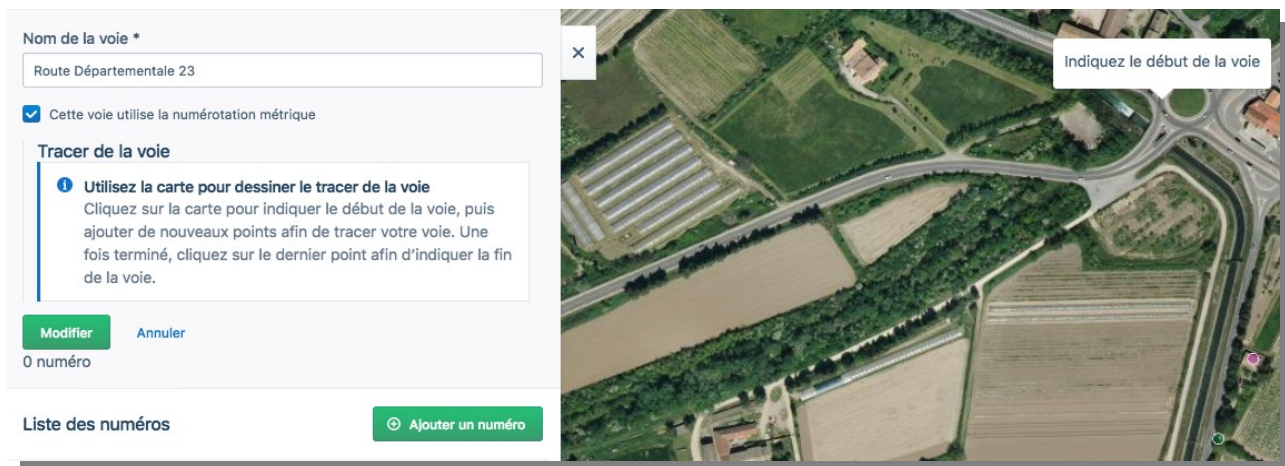 Nom de la voie *
Route Départementale 23
Cette voie utilise la numérotation métrique
Tracer de la voie
Utilisez la carte pour dessiner le tracer de la voie
Cliquez sur la carte pour indiquer le début de la voie, puis
ajouter de nouveaux points afin de tracer votre voie. Une
fois terminé, cliquez sur le dernier point afin d'indiquer la fin
de la voie.
Modifier Annuler
0 numéro
Liste des numéros
Ajouter un numéro
Indiquez le début de la voie